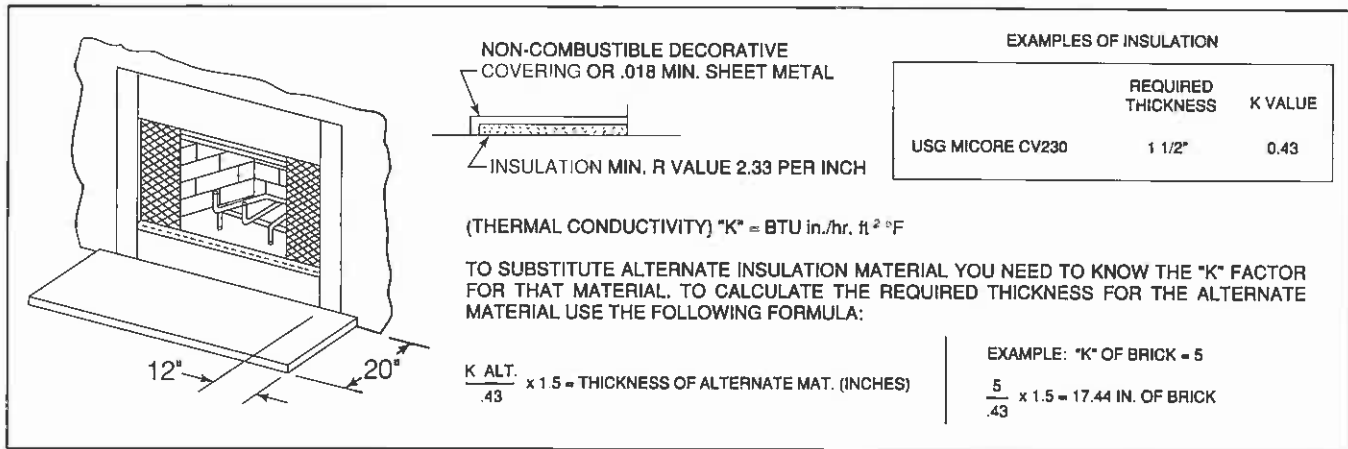 NON-COMBUSTIBLE DECORATIVE
COVERING OR .018 MIN. SHEET METAL
INSULATION MIN. R VALUE 2.33 PER INCH
EXAMPLES OF INSULATION
REQUIRED THICKNESS K VALUE
USG MICORE CV230 1 1/2" 0.43
(THERMAL CONDUCTIVITY) "K" = BTU in./hr. ft ² °F
TO SUBSTITUTE ALTERNATE INSULATION MATERIAL YOU NEED TO KNOW THE "K" FACTOR
FOR THAT MATERIAL. TO CALCULATE THE REQUIRED THICKNESS FOR THE ALTERNATE
MATERIAL USE THE FOLLOWING FORMULA:
K ALT.
.43
x 1.5 = THICKNESS OF ALTERNATE MAT. (INCHES)
EXAMPLE: "K" OF BRICK = 5
5
.43
x 1.5 = 17.44 IN. OF BRICK
12"
20"